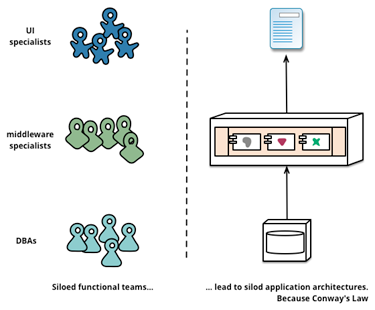 UI
specialists
middleware
specialists
DBAs
Siloed functional teams...
... lead to silod application architectures.
Because Conway's Law